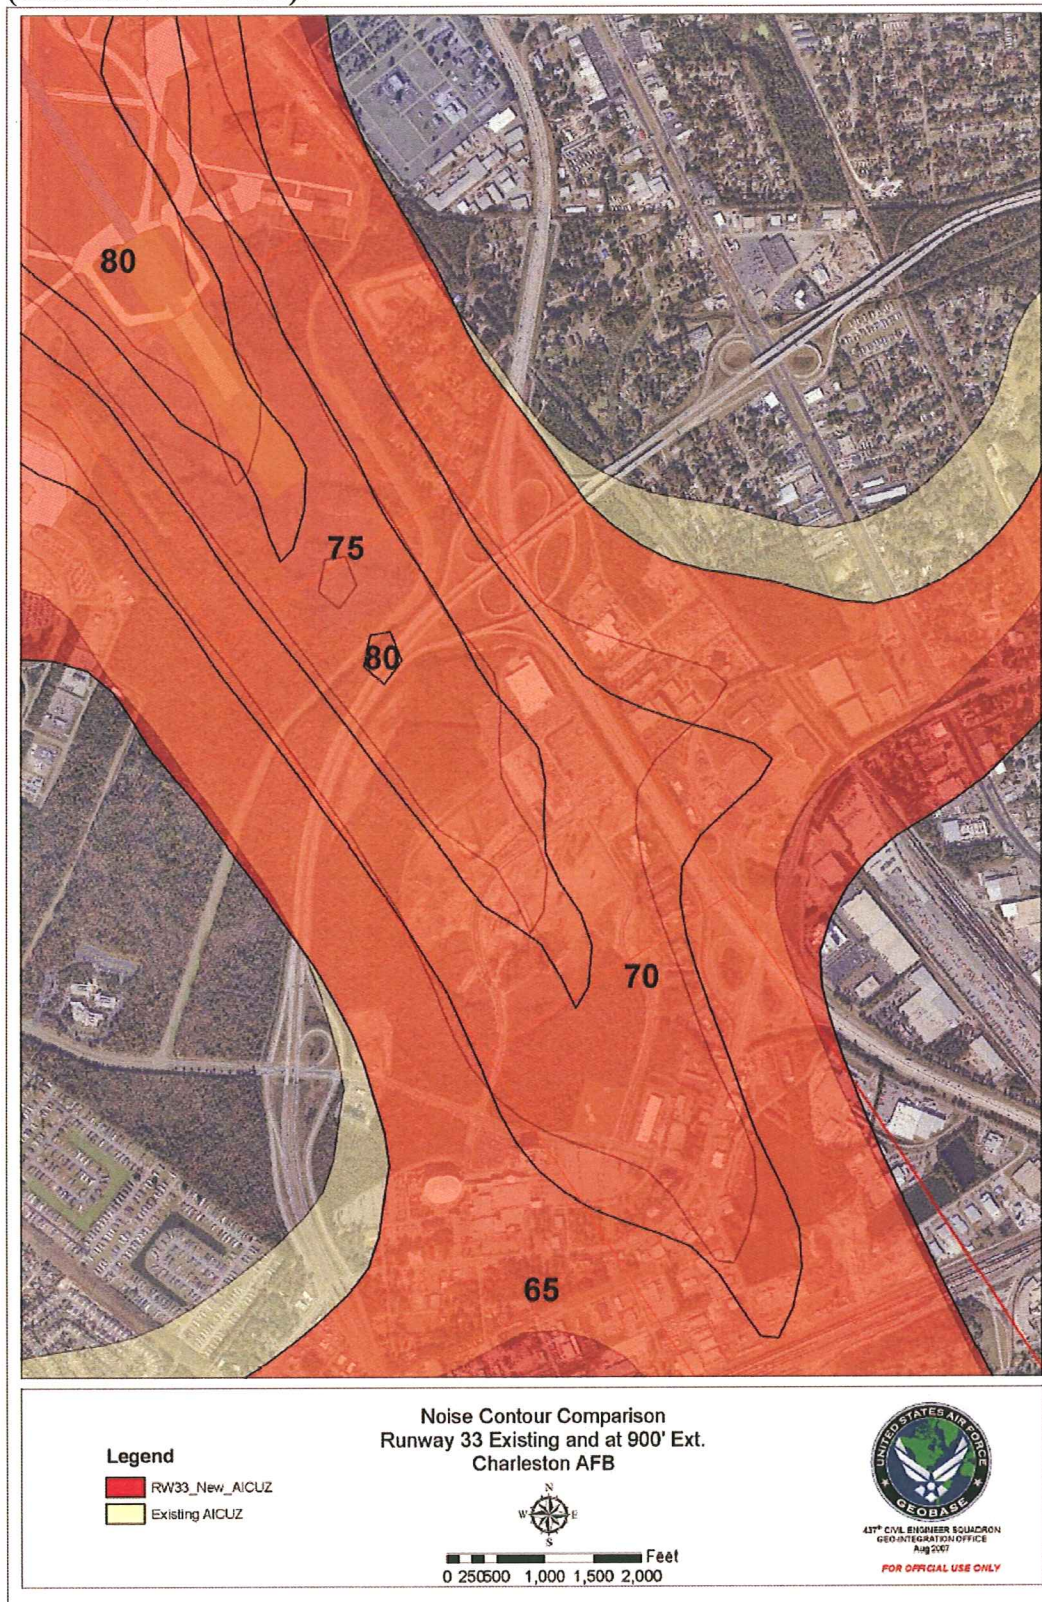 80
75
80
70
65
Noise Contour Comparison
Runway 33 Existing and at 900' Ext.
Charleston AFB
Legend
RW33_New_AICUZ
Existing AICUZ
N
W E
S
Feet
0 250500 1,000 1,500 2,000
UNITED STATES AIR FORCE
GEOBASE
437th CIVIL ENGINEER SQUADRON
GEO-INTEGRATION OFFICE
Aug 2007
FOR OFFICIAL USE ONLY